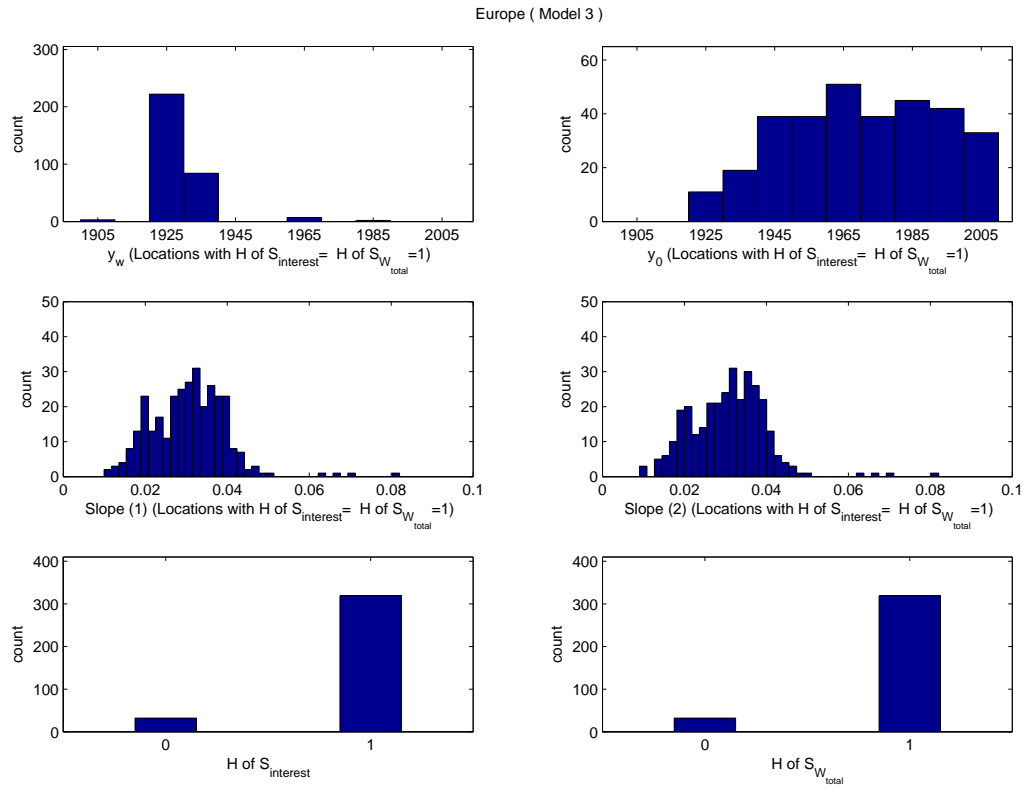 Europe ( Model 3 )
300
200
100
0
count
1905 1925 1945 1965 1985 2005
y_w (Locations with H of S_interest= H of S_W_total =1)
60
40
20
0
count
1905 1925 1945 1965 1985 2005
y_0 (Locations with H of S_interest= H of S_W_total =1)
50
40
30
20
10
0
count
0 0.02 0.04 0.06 0.08 0.1
Slope (1) (Locations with H of S_interest= H of S_W_total =1)
50
40
30
20
10
0
count
0 0.02 0.04 0.06 0.08 0.1
Slope (2) (Locations with H of S_interest= H of S_W_total =1)
400
300
200
100
0
count
0 1
H of S_interest
400
300
200
100
0
count
0 1
H of S_W_total